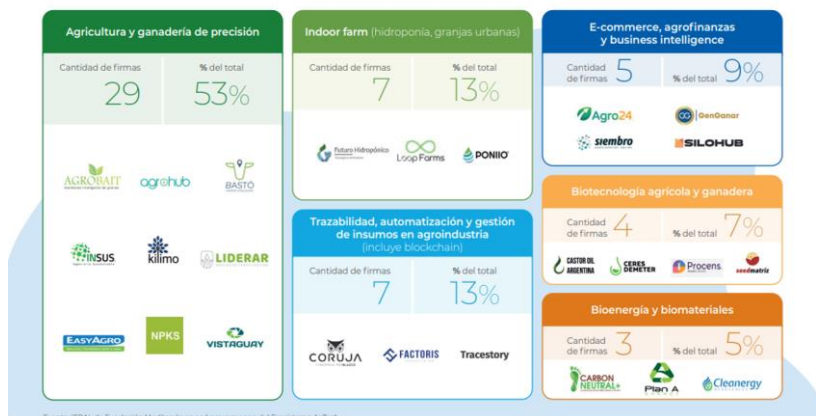 Agricultura y ganadería de precisión
Cantidad de firmas
% del total
29
53%
AGROBAIT
agrohub
BASTÓ
INSUS
kilimo
LIDERAR
EASYAGRO
NPKS
VISTAGUAY
Indoor farm (hidroponía, granjas urbanas)
Cantidad de firmas
% del total
7
13%
Futuro Hidropónico
Loop Farms
PONIIO
Trazabilidad, automatización y gestión
de insumos en agroindustria
(incluye blockchain)
Cantidad de firmas
% del total
7
13%
CORUJA
FACTORIS
Tracestory
E-commerce, agrofinanzas
y business intelligence
Cantidad
de firmas 5
% del total 9%
Agro24
GenGanar
siembro
SILOHUB
Biotecnología agrícola y ganadera
Cantidad
de firmas 4
% del total 7%
CASTOR OIL
ARGENTINA
CERES
DEMETER
Procens
seedmatriz
Bioenergía y biomateriales
Cantidad
de firmas 3
% del total 5%
CARBON
NEUTRAL+
Plan A
Cleanergy